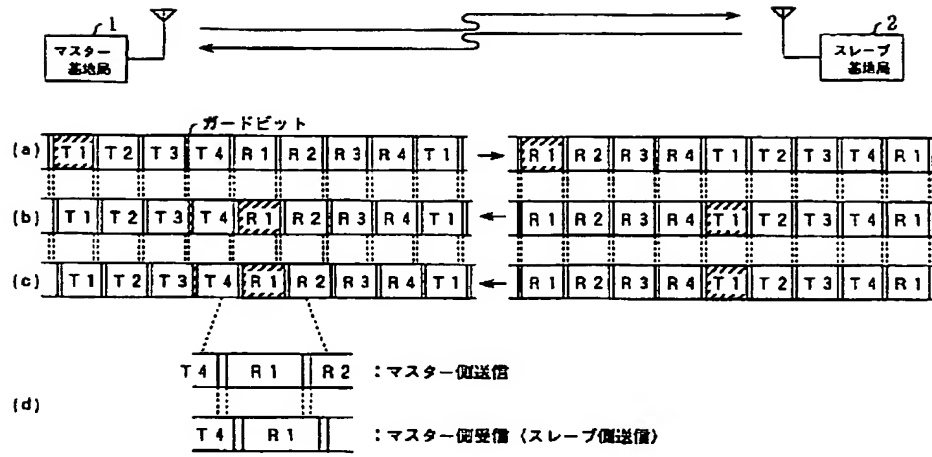 1
マスター
基地局
2
スレーブ
基地局
ガードビット
(a) T1 T2 T3 T4 R1 R2 R3 R4 T1 → R1 R2 R3 R4 T1 T2 T3 T4 R1
(b) T1 T2 T3 T4 R1 R2 R3 R4 T1 ← R1 R2 R3 R4 T1 T2 T3 T4 R1
(c) T1 T2 T3 T4 R1 R2 R3 R4 T1 ← R1 R2 R3 R4 T1 T2 T3 T4 R1
(d)
T4 R1 R2 :マスター側送信
T4 R1 :マスター側受信(スレーブ側送信)